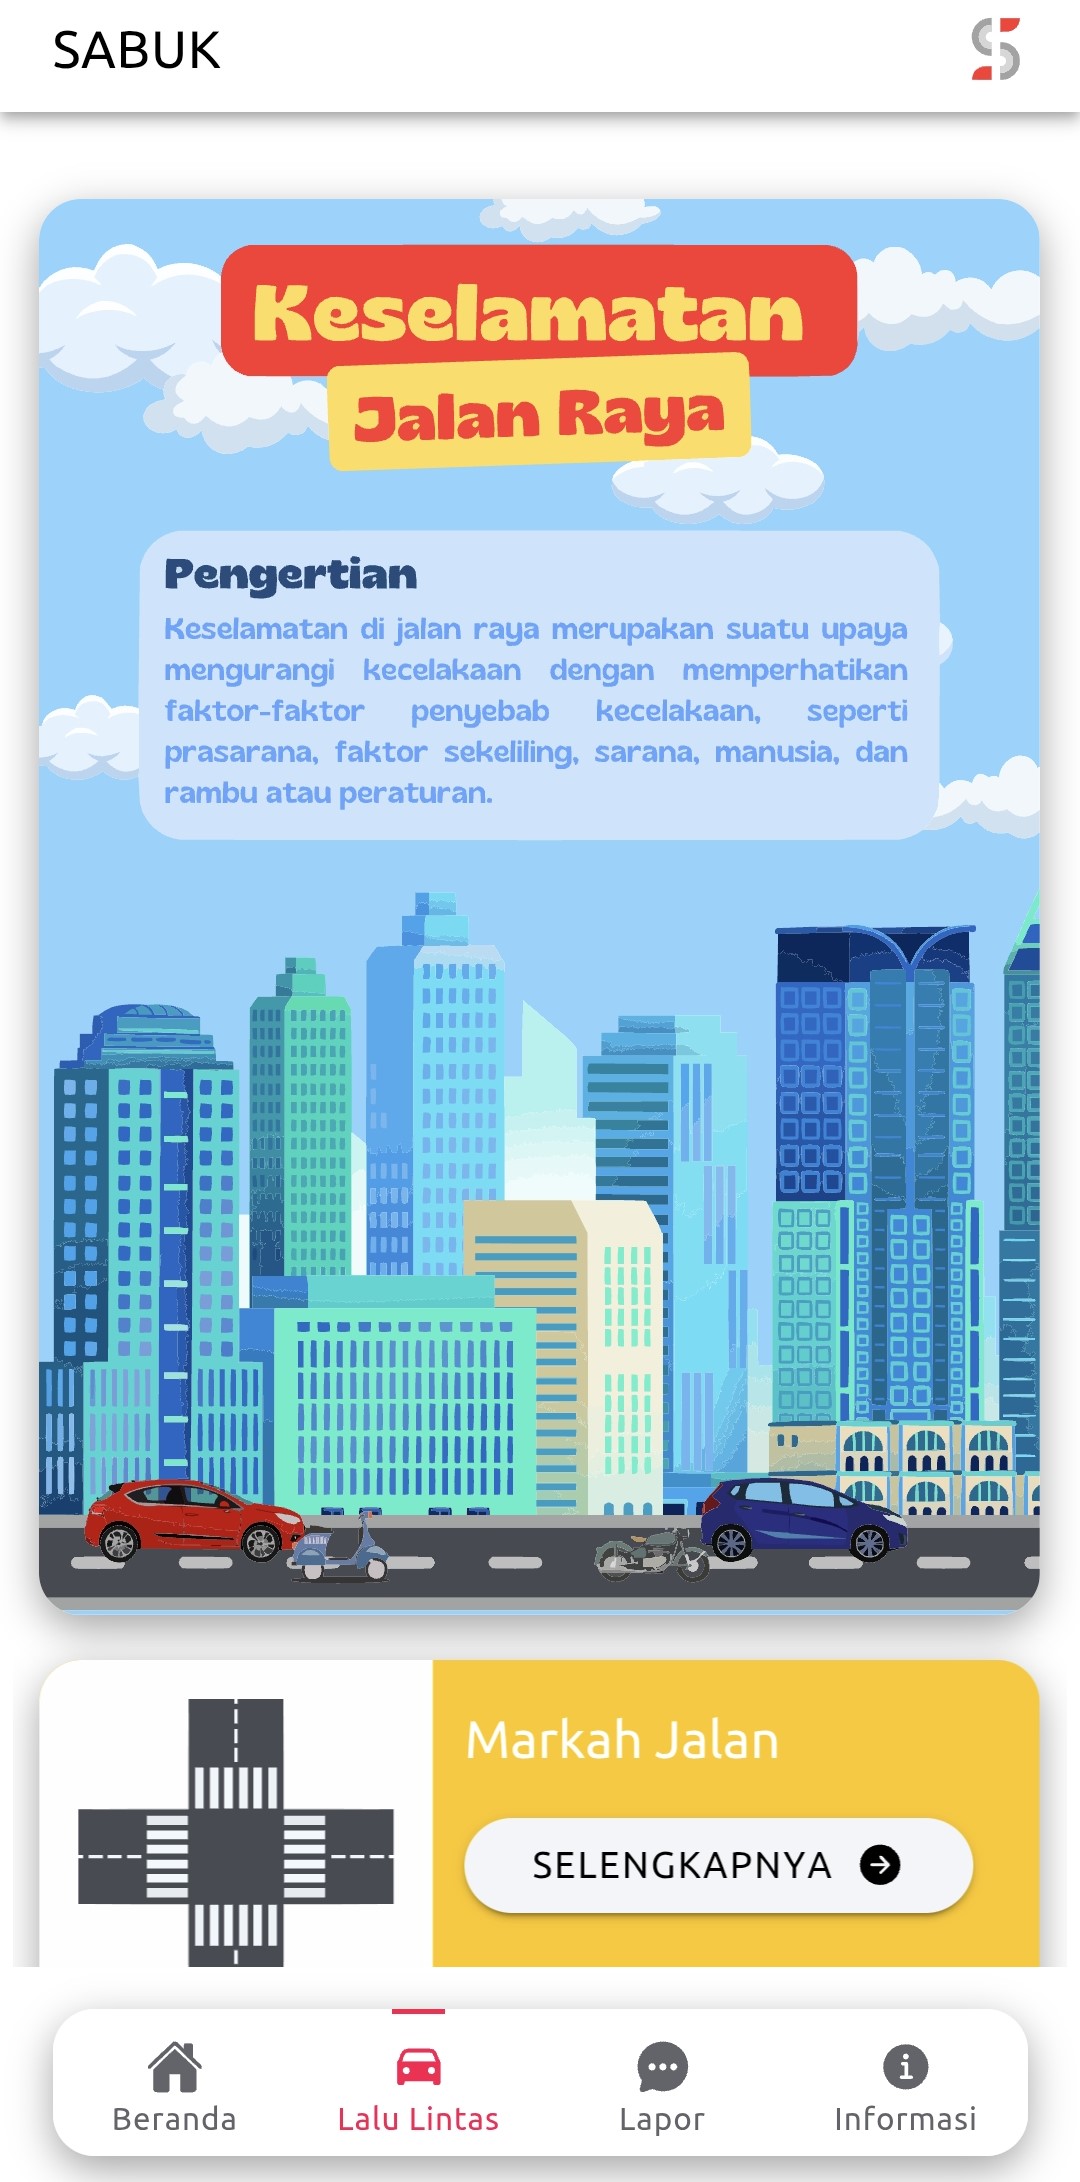 SABUK
Keselamatan
Jalan Raya
Pengertian
Keselamatan di jalan raya merupakan suatu upaya
mengurangi kecelakaan dengan memperhatikan
faktor-faktor penyebab kecelakaan, seperti
prasarana, faktor sekeliling, sarana, manusia, dan
rambu atau peraturan.
Markah Jalan
SELENGKAPNYA
Beranda
Lalu Lintas
Lapor
Informasi